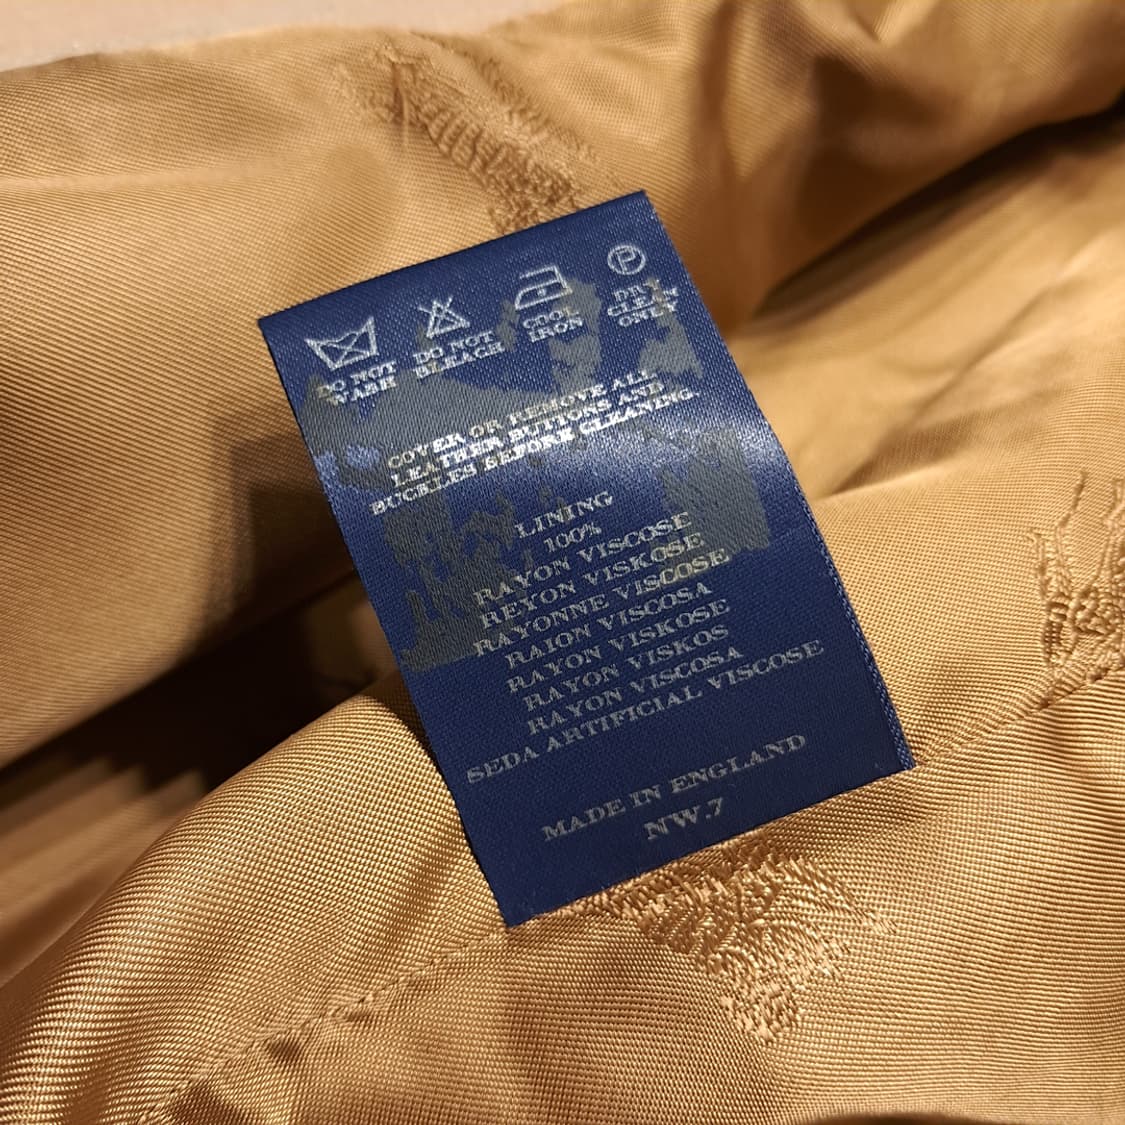 P
DO NOT WASH
DO NOT BLEACH
COOL IRON
DRY CLEAN ONLY
COVER OR REMOVE ALL
LEATHER BUTTONS AND
BUCKLES BEFORE CLEANING.
LINING
100%
RAYON VISCOSE
REYON VISKOSE
RAYONNE VISCOSE
RAION VISCOSA
RAYON VISKOSE
RAYON VISKOS
RAYON VISCOSA
SEDA ARTIFICIAL VISCOSE
MADE IN ENGLAND
NW.7